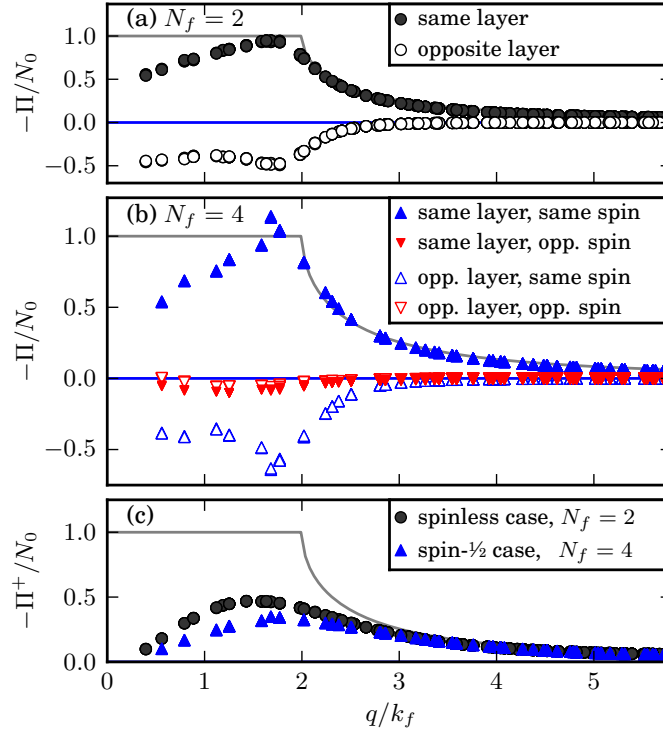 (a) N_f = 2
same layer
opposite layer
1.0
0.5
0.0
−0.5
−Π/N_0
(b) N_f = 4
same layer, same spin
same layer, opp. spin
opp. layer, same spin
opp. layer, opp. spin
1.0
0.5
0.0
−0.5
−Π/N_0
(c)
spinless case, N_f = 2
spin-½ case, N_f = 4
1.0
0.5
0.0
−Π^+/N_0
0 1 2 3 4 5
q/k_f